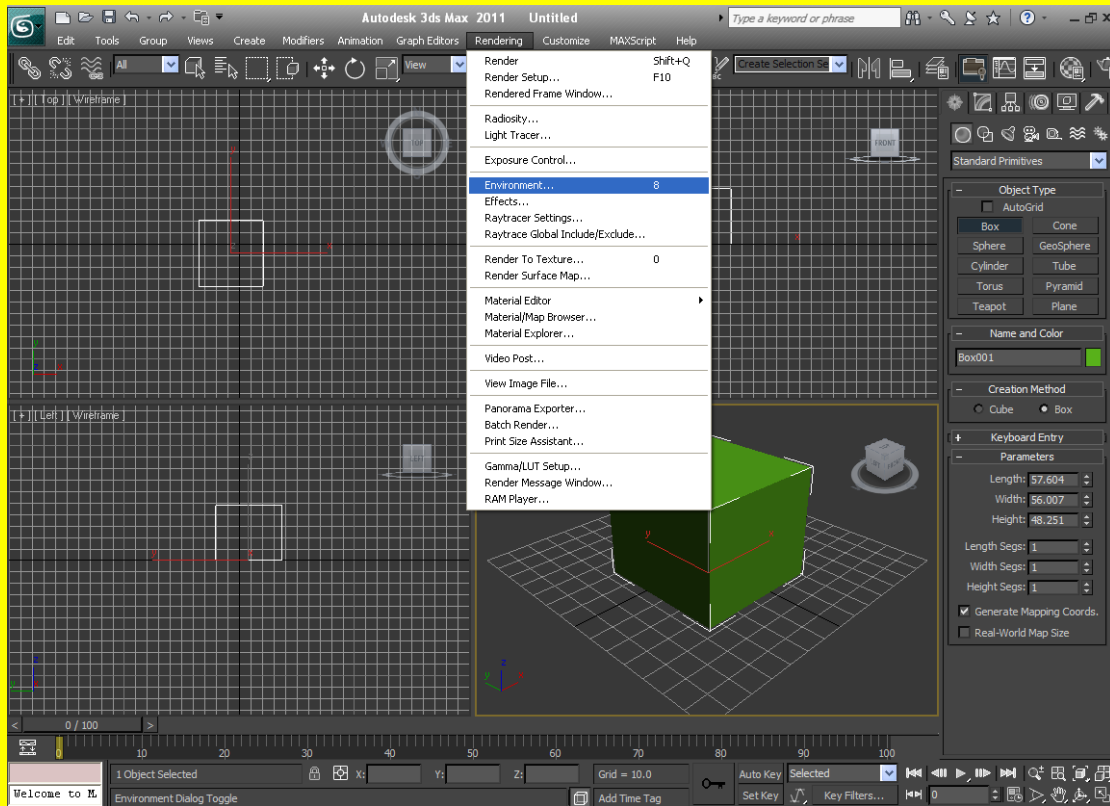 Autodesk 3ds Max 2011 Untitled
Type a keyword or phrase
Edit Tools Group Views Create Modifiers Animation Graph Editors Rendering Customize MAXScript Help
All
View
Create Selection Se
Render Shift+Q
Render Setup... F10
Rendered Frame Window...
Radiosity...
Light Tracer...
Exposure Control...
Environment... 8
Effects...
Raytracer Settings...
Raytrace Global Include/Exclude...
Render To Texture... 0
Render Surface Map...
Material Editor
Material/Map Browser...
Material Explorer...
Video Post...
View Image File...
Panorama Exporter...
Batch Render...
Print Size Assistant...
Gamma/LUT Setup...
Render Message Window...
RAM Player...
[ + ] [ Top ] [ Wireframe ]
TOP
y
z x
y
z x
FRONT
x
[ + ] [ Left ] [ Wireframe ]
LEFT
y
z
y
y x
z
y x
Standard Primitives
Object Type
AutoGrid
Box Cone
Sphere GeoSphere
Cylinder Tube
Torus Pyramid
Teapot Plane
Name and Color
Box001
Creation Method
Cube Box
Keyboard Entry
Parameters
Length: 57.604
Width: 56.007
Height: 48.251
Length Segs: 1
Width Segs: 1
Height Segs: 1
Generate Mapping Coords.
Real-World Map Size
< 0 / 100 >
0 10 20 30 40 50 60 70 80 90 100
1 Object Selected X: Y: Z: Grid = 10.0 Auto Key Selected
Welcome to M Environment Dialog Toggle Add Time Tag Set Key Key Filters... 0